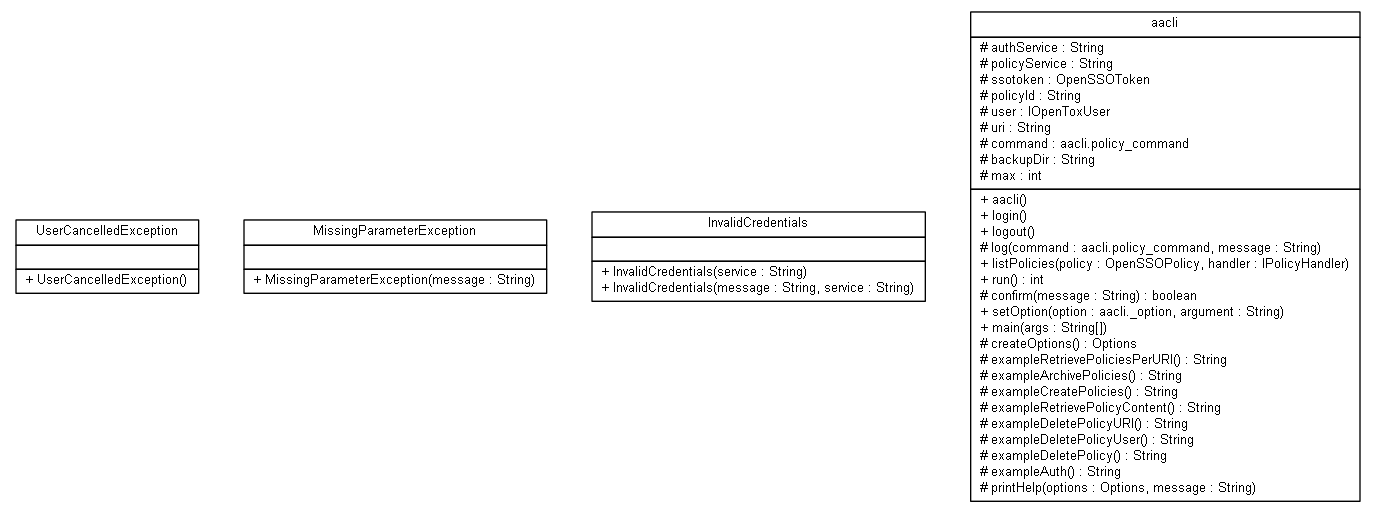 UserCancelledException
+ UserCancelledException()
MissingParameterException
+ MissingParameterException(message : String)
InvalidCredentials
+ InvalidCredentials(service : String)
+ InvalidCredentials(message : String, service : String)
aacli
# authService : String
# policyService : String
# ssotoken : OpenSSOToken
# policyId : String
# user : IOpenToxUser
# uri : String
# command : aacli.policy_command
# backupDir : String
# max : int
+ aacli()
+ login()
+ logout()
# log(command : aacli.policy_command, message : String)
+ listPolicies(policy : OpenSSOPolicy, handler : IPolicyHandler)
+ run() : int
# confirm(message : String) : boolean
+ setOption(option : aacli._option, argument : String)
+ main(args : String[])
# createOptions() : Options
# exampleRetrievePoliciesPerURI() : String
# exampleArchivePolicies() : String
# exampleCreatePolicies() : String
# exampleRetrievePolicyContent() : String
# exampleDeletePolicyURI() : String
# exampleDeletePolicyUser() : String
# exampleDeletePolicy() : String
# exampleAuth() : String
# printHelp(options : Options, message : String)